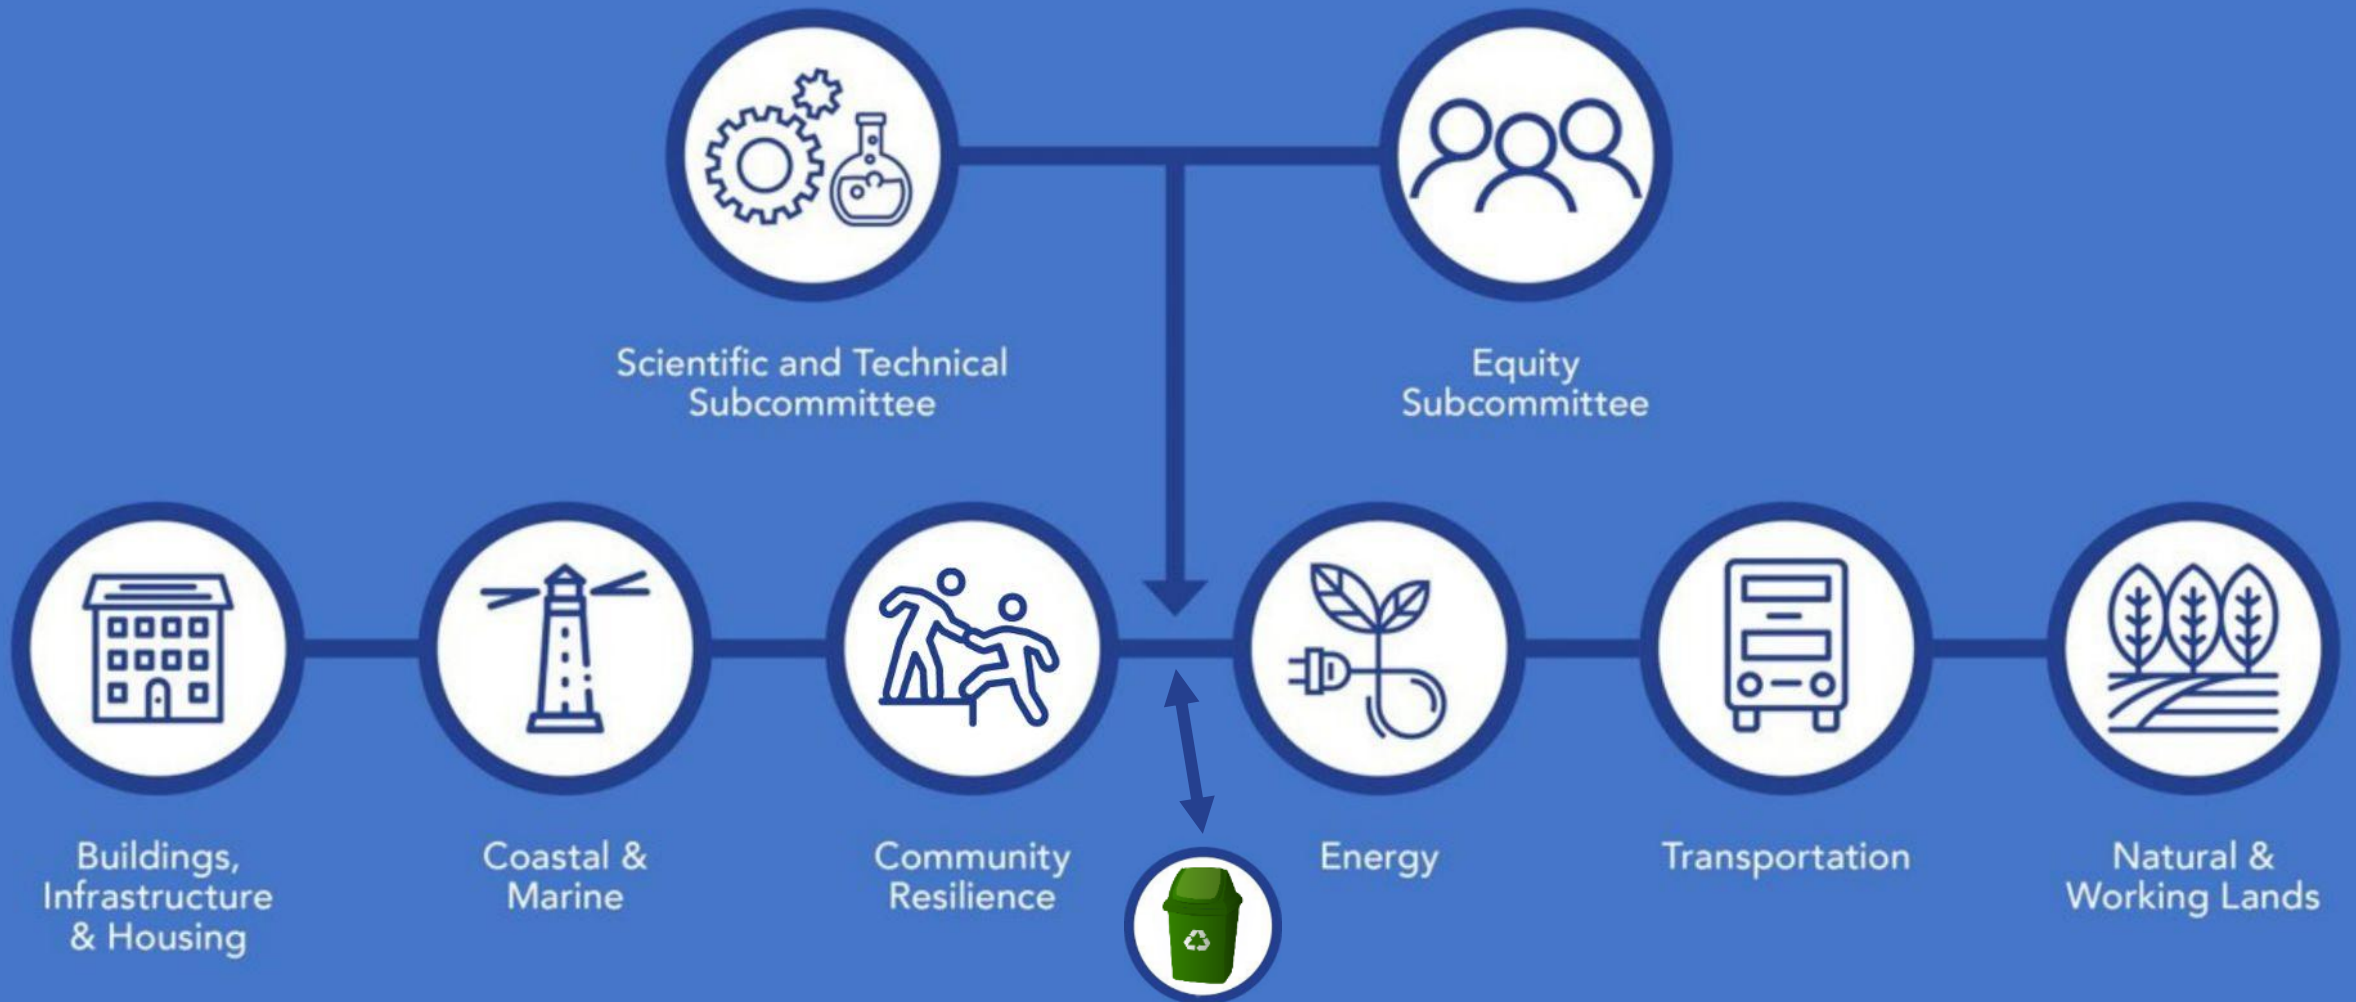 Scientific and Technical
Subcommittee
Equity
Subcommittee
Buildings,
Infrastructure
& Housing
Coastal &
Marine
Community
Resilience
Energy
Transportation
Natural &
Working Lands